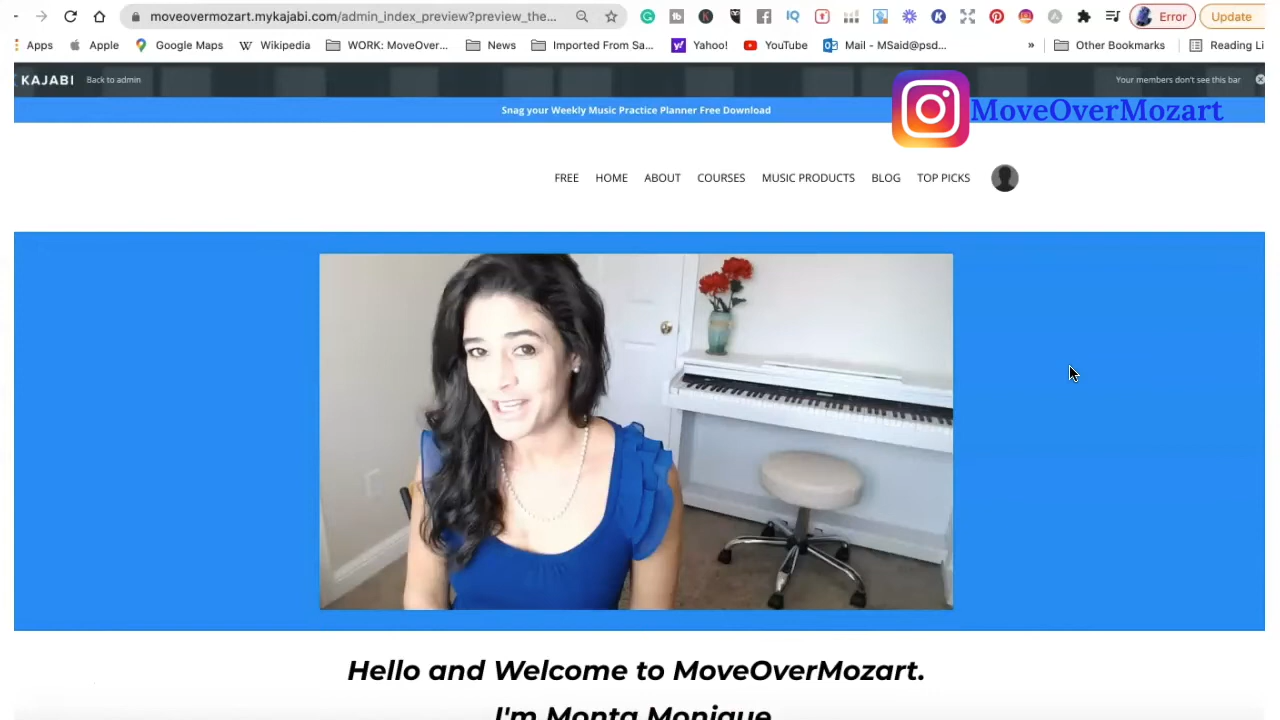 moveovermozart.mykajabi.com/admin_index_preview?preview_the...
Error
Update
Apps Apple Google Maps Wikipedia WORK: MoveOver... News Imported From Sa... Yahoo! YouTube Mail - MSaid@psd... » Other Bookmarks Reading Li
KAJABI Back to admin
Your members don't see this bar
Snag your Weekly Music Practice Planner Free Download
MoveOverMozart
FREE HOME ABOUT COURSES MUSIC PRODUCTS BLOG TOP PICKS
Hello and Welcome to MoveOverMozart.
I'm Monta Monique